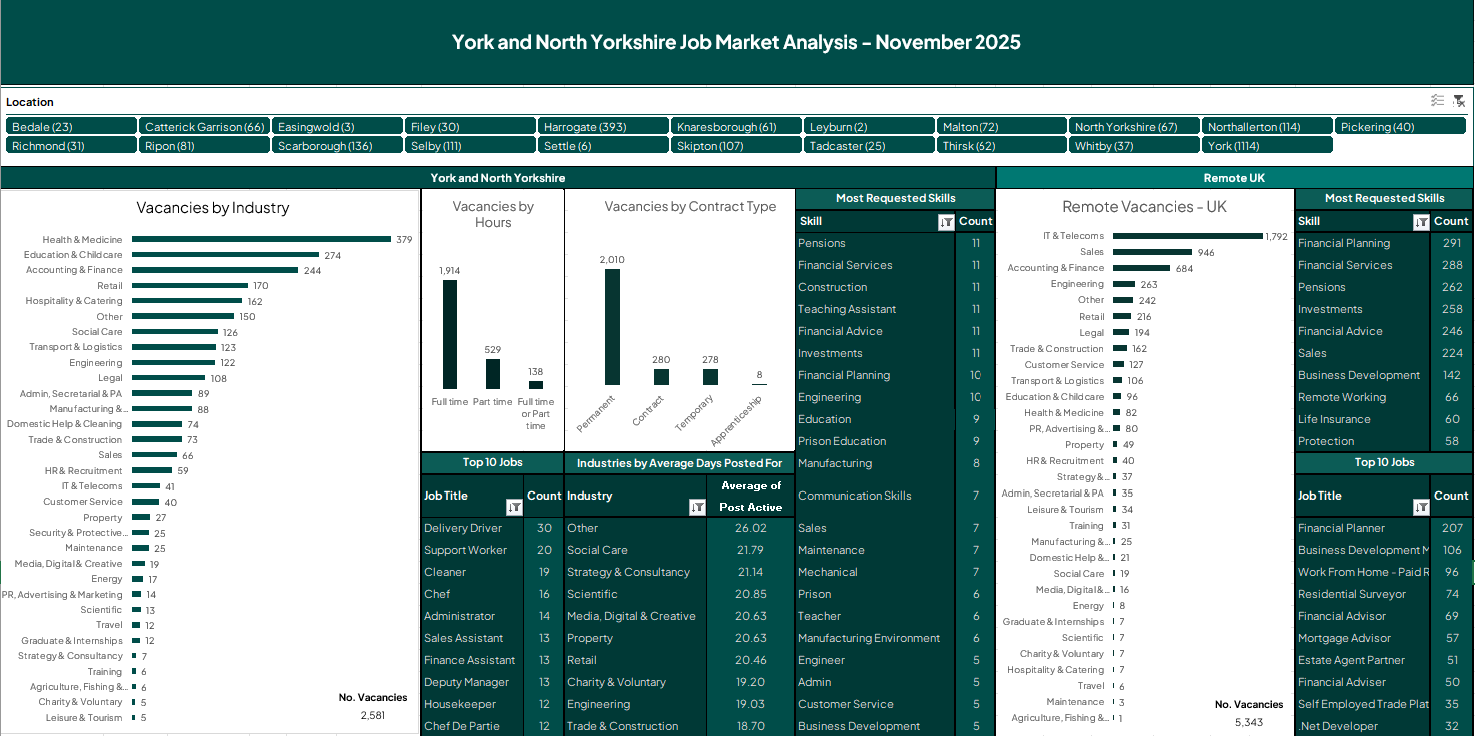 York and North Yorkshire Job Market Analysis - November 2025
Location
Bedale (23)
Catterick Garrison (66)
Easingwold (3)
Filey (30)
Harrogate (393)
Knaresborough (61)
Leyburn (2)
Malton (72)
North Yorkshire (67)
Northallerton (114)
Pickering (40)
Richmond (31)
Ripon (81)
Scarborough (136)
Selby (111)
Settle (6)
Skipton (107)
Tadcaster (25)
Thirsk (62)
Whitby (37)
York (1114)
York and North Yorkshire
Remote UK
Vacancies by Industry
Health & Medicine 379
Education & Childcare 274
Accounting & Finance 244
Retail 170
Hospitality & Catering 162
Other 150
Social Care 126
Transport & Logistics 123
Engineering 122
Legal 108
Admin, Secretarial & PA 89
Manufacturing &... 88
Domestic Help & Cleaning 74
Trade & Construction 73
Sales 66
HR & Recruitment 59
IT & Telecoms 41
Customer Service 40
Property 27
Security & Protective... 25
Maintenance 25
Media, Digital & Creative 19
Energy 17
PR, Advertising & Marketing 14
Scientific 13
Travel 12
Graduate & Internships 12
Strategy & Consultancy 7
Training 6
Agriculture, Fishing &... 6
Charity & Voluntary 5
Leisure & Tourism 5
No. Vacancies
2,581
Vacancies by
Hours
1,914
529
138
Full time
Part time
Full time
or Part
time
Vacancies by Contract Type
2,010
280
278
8
Permanent
Contract
Temporary
Apprenticeship
Top 10 Jobs
Job Title Count
Delivery Driver 30
Support Worker 20
Cleaner 19
Chef 16
Administrator 14
Sales Assistant 13
Finance Assistant 13
Deputy Manager 13
Housekeeper 12
Chef De Partie 12
Industries by Average Days Posted For
Industry
Average of
Post Active
Other 26.02
Social Care 21.79
Strategy & Consultancy 21.14
Scientific 20.85
Media, Digital & Creative 20.63
Property 20.63
Retail 20.46
Charity & Voluntary 19.20
Engineering 19.03
Trade & Construction 18.70
Most Requested Skills
Skill Count
Pensions 11
Financial Services 11
Construction 11
Teaching Assistant 11
Financial Advice 11
Investments 11
Financial Planning 10
Engineering 10
Education 9
Prison Education 9
Manufacturing 8
Communication Skills 7
Sales 7
Maintenance 7
Mechanical 7
Prison 6
Teacher 6
Manufacturing Environment 6
Engineer 5
Admin 5
Customer Service 5
Business Development 5
Remote Vacancies - UK
IT & Telecoms 1,792
Sales 946
Accounting & Finance 684
Engineering 263
Other 242
Retail 216
Legal 194
Trade & Construction 162
Customer Service 127
Transport & Logistics 106
Education & Childcare 96
Health & Medicine 82
PR, Advertising &... 80
Property 49
HR & Recruitment 40
Strategy &... 37
Admin, Secretarial & PA 35
Leisure & Tourism 34
Training 31
Manufacturing &... 25
Domestic Help &... 21
Social Care 19
Media, Digital &... 16
Energy 8
Graduate & Internships 7
Scientific 7
Charity & Voluntary 7
Hospitality & Catering 7
Travel 6
Maintenance 3
Agriculture, Fishing &... 1
No. Vacancies
5,343
Most Requested Skills
Skill Count
Financial Planning 291
Financial Services 288
Pensions 262
Investments 258
Financial Advice 246
Sales 224
Business Development 142
Remote Working 66
Life Insurance 60
Protection 58
Top 10 Jobs
Job Title Count
Financial Planner 207
Business Development M 106
Work From Home - Paid R 96
Residential Surveyor 74
Financial Advisor 69
Mortgage Advisor 57
Estate Agent Partner 51
Financial Adviser 50
Self Employed Trade Plat 35
.Net Developer 32